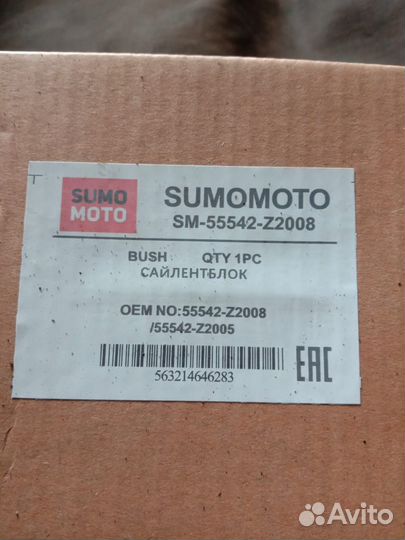 SUMO
MOTO
SUMOMOTO
SM-55542-Z2008
BUSH QTY 1PC
САЙЛЕНТБЛОК
OEM NO:55542-Z2008
/55542-Z2005
563214646283
EAC
Avito